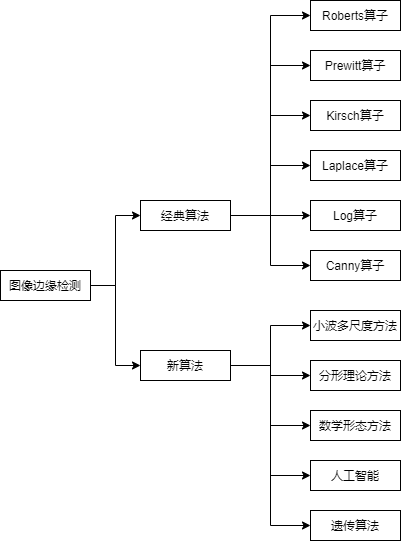 图像边缘检测
经典算法
Roberts算子
Prewitt算子
Kirsch算子
Laplace算子
Log算子
Canny算子
新算法
小波多尺度方法
分形理论方法
数学形态方法
人工智能
遗传算法